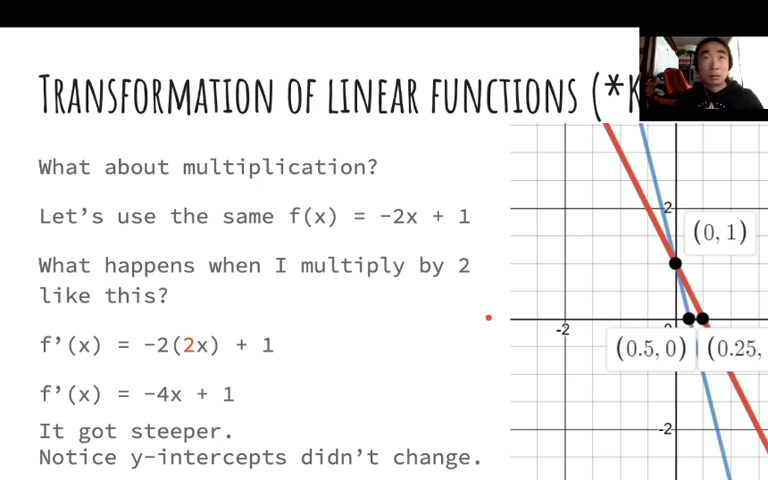 Transformation of linear functions (*K
What about multiplication?
Let's use the same f(x) = -2x + 1
What happens when I multiply by 2
like this?
f'(x) = -2(2x) + 1
f'(x) = -4x + 1
It got steeper.
Notice y-intercepts didn't change.
2
(0, 1)
-2
0
(0.5, 0)
(0.25,
-2